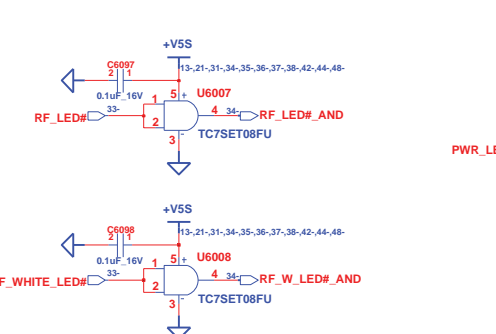 +V5S
C6097
2 1
13-,21-,31-,34-,35-,36-,37-,38-,42-,44-,48-
0.1uF_16V
5 + U6007
33-
1
RF_LED#
4 34- RF_LED#_AND
2
-
TC7SET08FU
3
PWR_LE
+V5S
C6098
2 1
13-,21-,31-,34-,35-,36-,37-,38-,42-,44-,48-
0.1uF_16V
5 + U6008
33-
1
F_WHITE_LED#
4 34- RF_W_LED#_AND
2
-
TC7SET08FU
3